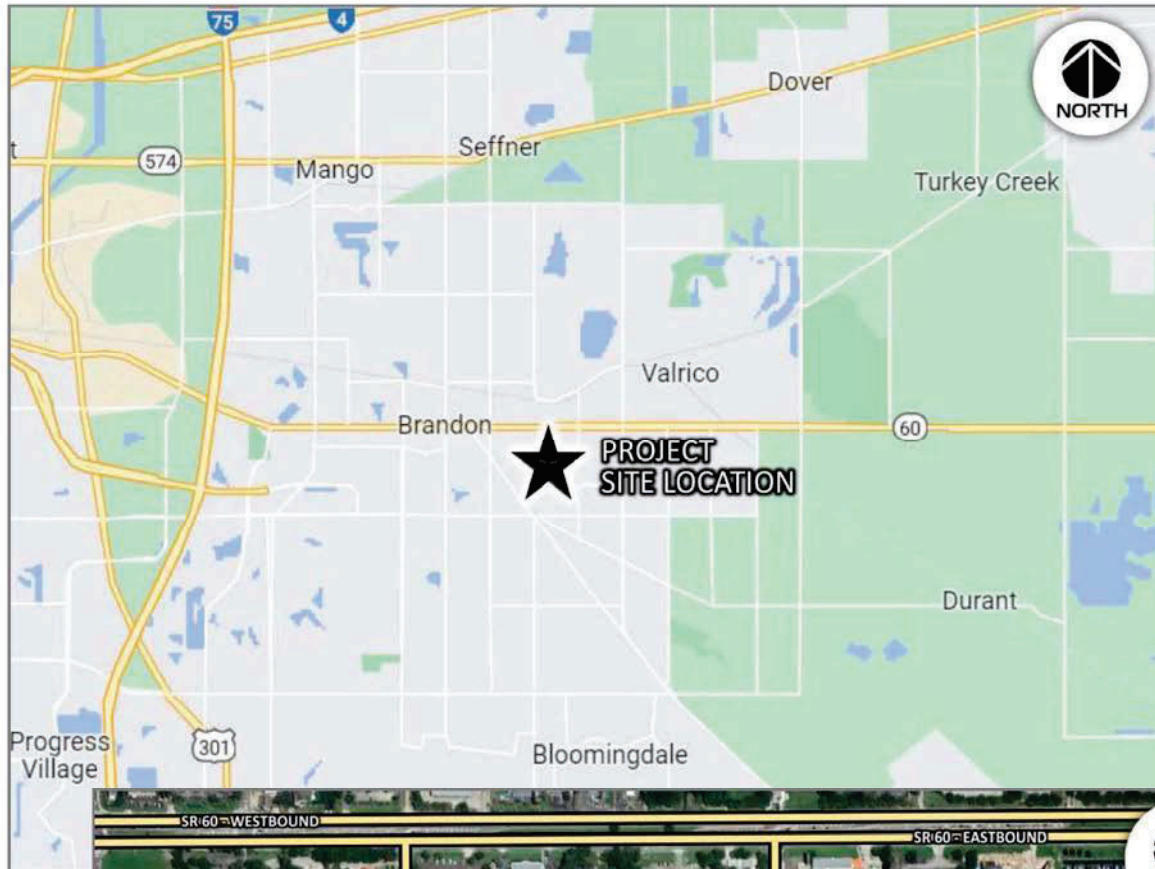 75
4
NORTH
Dover
Seffner
574
Mango
t
Turkey Creek
Valrico
Brandon
60
PROJECT
SITE LOCATION
Durant
Progress
Village
301
Bloomingdale
SR 60 - WESTBOUND
SR 60 - EASTBOUND